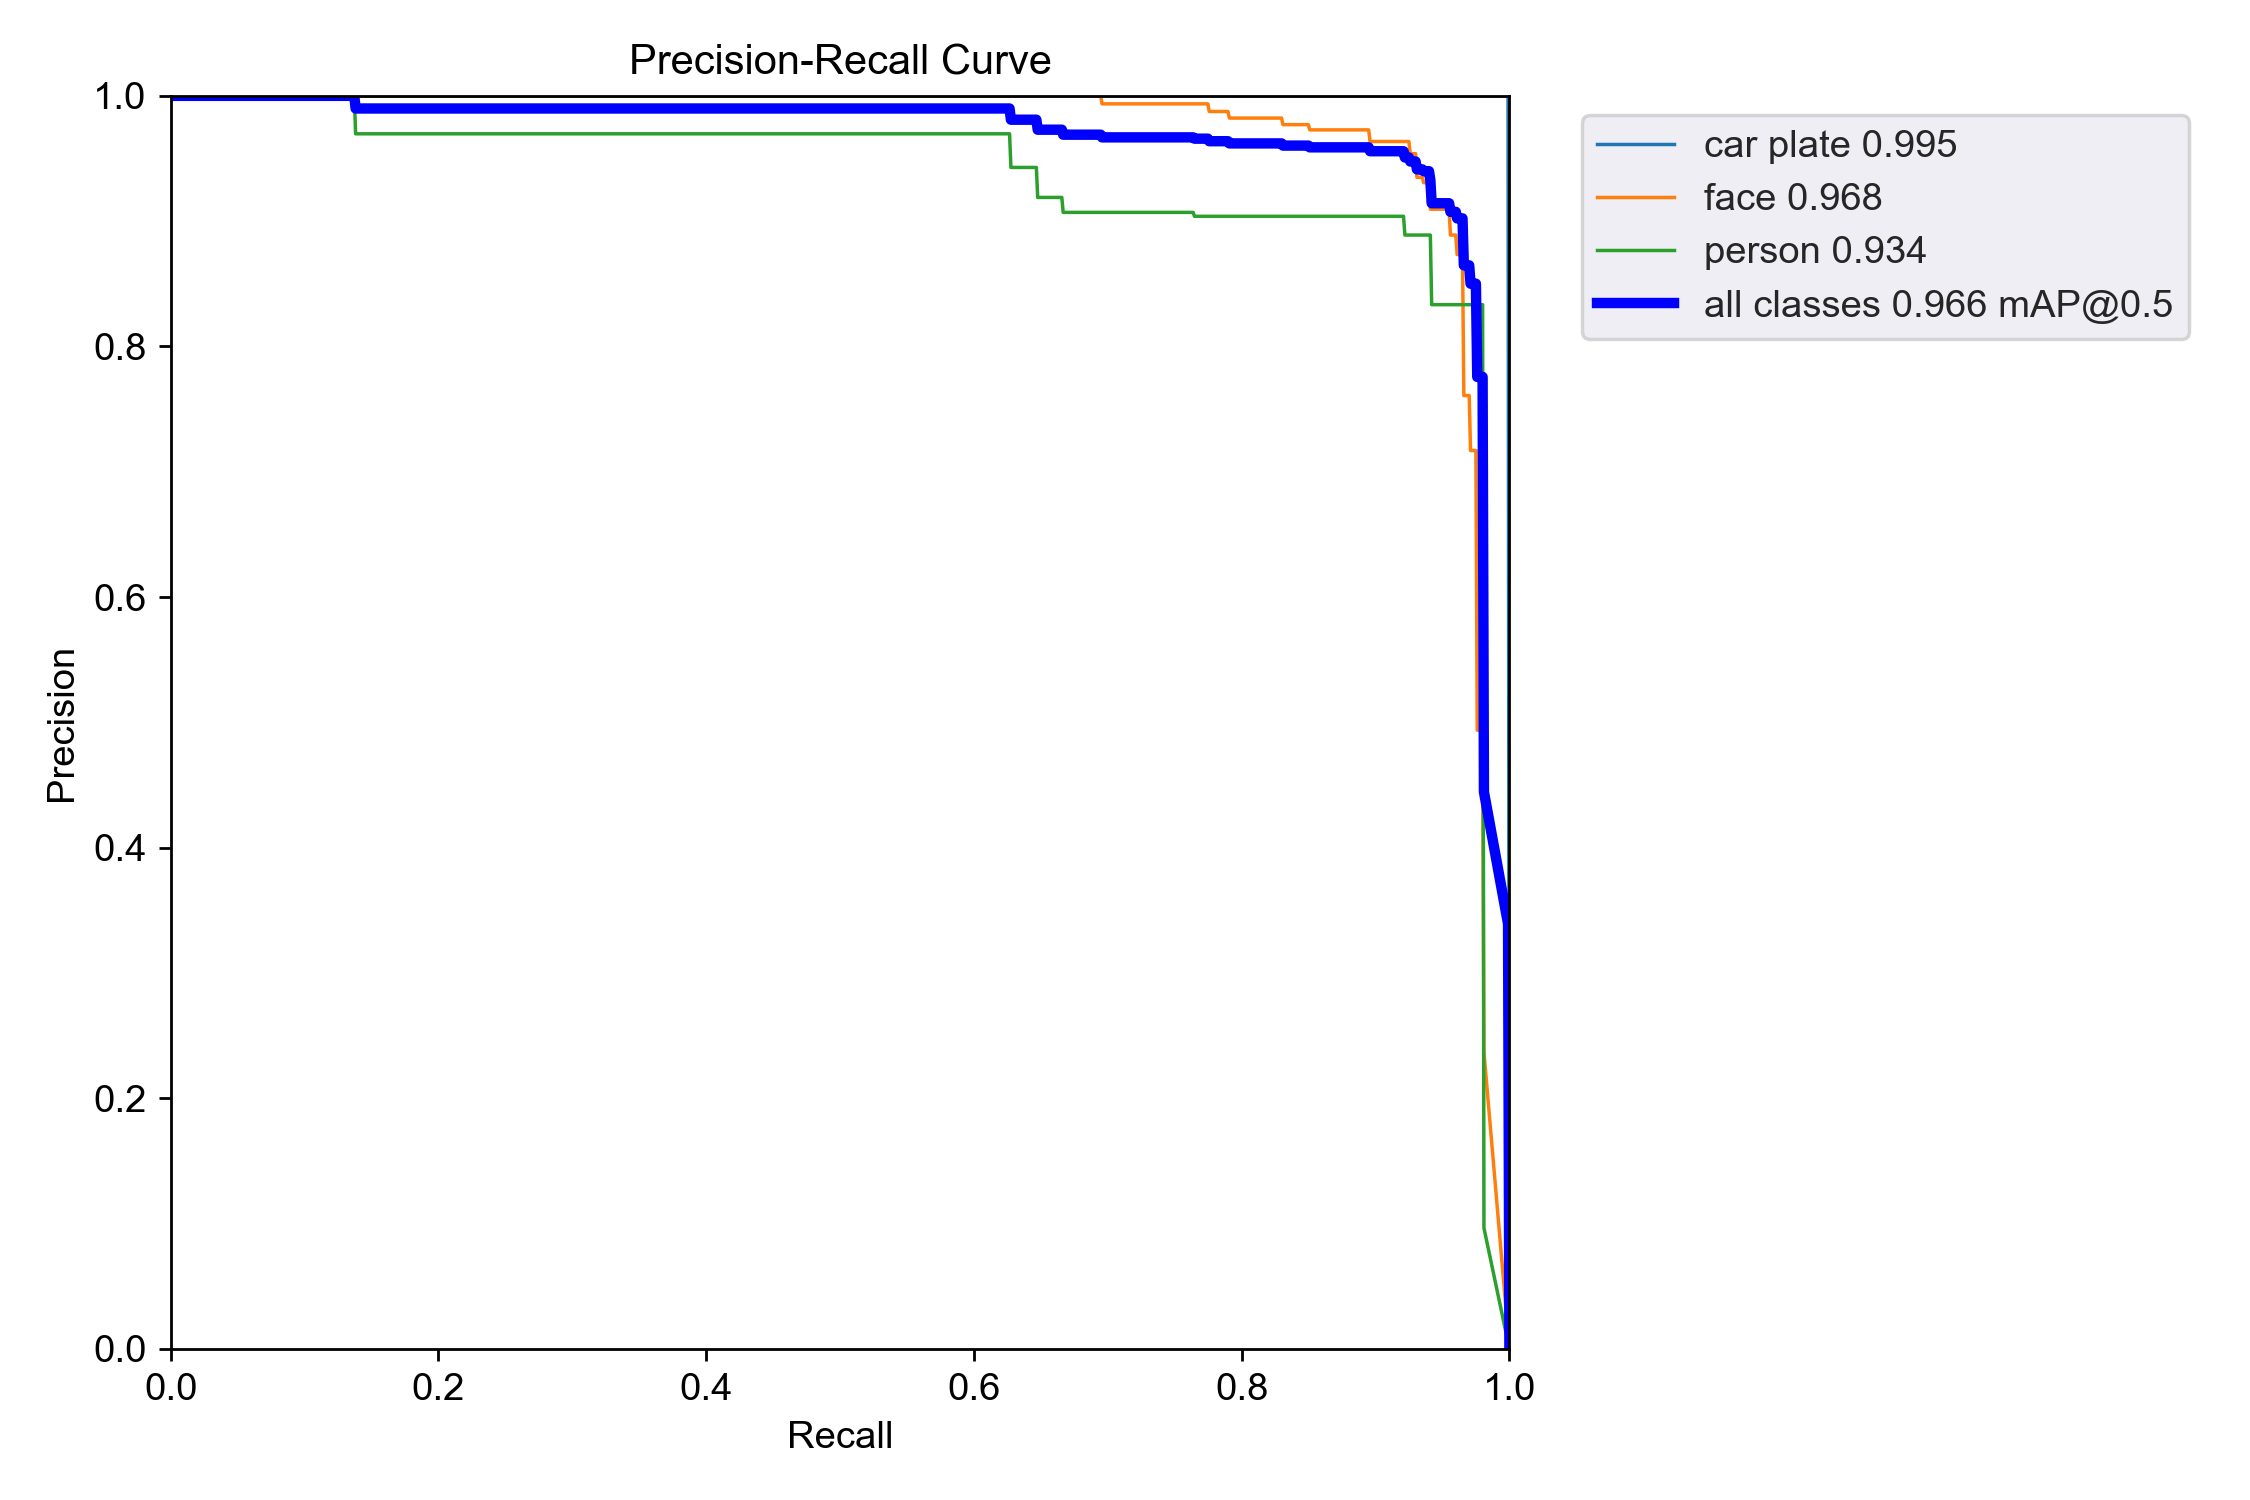 Precision-Recall Curve
1.0
0.8
0.6
0.4
0.2
0.0
Precision
0.0 0.2 0.4 0.6 0.8 1.0
Recall
car plate 0.995
face 0.968
person 0.934
all classes 0.966 mAP@0.5